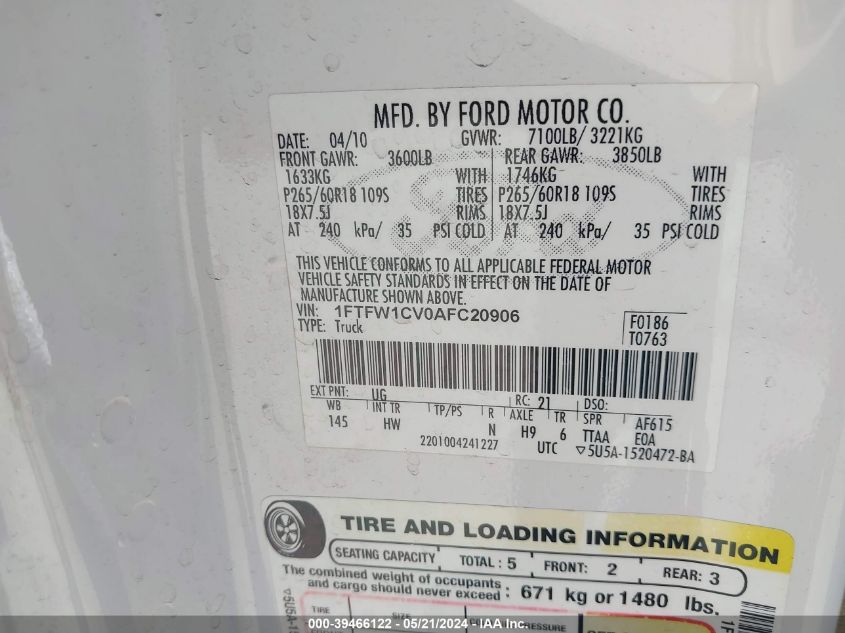 MFD. BY FORD MOTOR CO.
DATE: 04/10 GVWR: 7100LB/ 3221KG
FRONT GAWR: 3600LB REAR GAWR: 3850LB
1633KG WITH 1746KG WITH
P265/60R18 109S TIRES P265/60R18 109S TIRES
18X7.5J RIMS 18X7.5J RIMS
AT 240 kPa/ 35 PSI COLD AT 240 kPa/ 35 PSI COLD
THIS VEHICLE CONFORMS TO ALL APPLICABLE FEDERAL MOTOR
VEHICLE SAFETY STANDARDS IN EFFECT ON THE DATE OF
MANUFACTURE SHOWN ABOVE.
VIN: 1FTFW1CV0AFC20906
TYPE: Truck
F0186
T0763
EXT PNT: UG RC: 21 DSO:
WB INT TR TP/PS R AXLE TR SPR AF615
145 HW N H9 6 TTAA E0A
2201004241227 UTC ▽5U5A-1520472-BA
TIRE AND LOADING INFORMATION
SEATING CAPACITY TOTAL : 5 FRONT: 2 REAR: 3
The combined weight of occupants
and cargo should never exceed : 671 kg or 1480 lbs.
TIRE SIZE PRESSURE
000-39466122 - 05/21/2024 - IAA Inc.